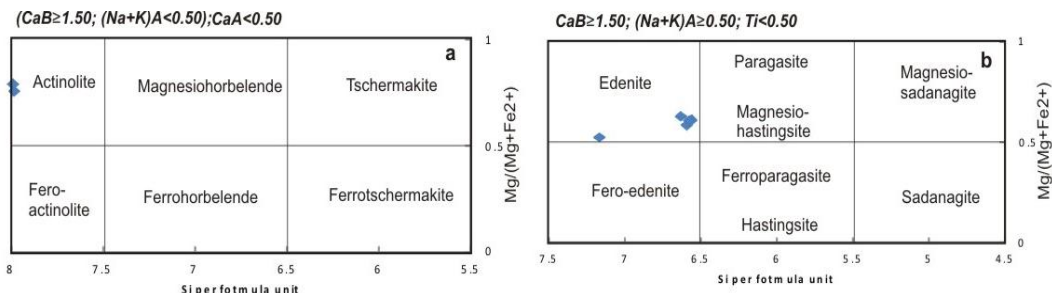 (CaB≥1.50; (Na+K)A<0.50);CaA<0.50
a
Actinolite
Magnesiohorbelende
Tschermakite
Fero-
actinolite
Ferrohorbelende
Ferrotschermakite
1
0.5
0
Mg/(Mg+Fe2+)
8
7.5
7
6.5
6
5.5
Si per fotmula unit
CaB≥1.50; (Na+K)A≥0.50; Ti<0.50
b
Edenite
Paragasite
Magnesio-
hastingsite
Magnesio-
sadanagite
Fero-edenite
Ferroparagasite
Hastingsite
Sadanagite
1
0.5
0
Mg/(Mg+Fe2+)
7.5
7
6.5
6
5.5
5
4.5
Si per fotmula unit